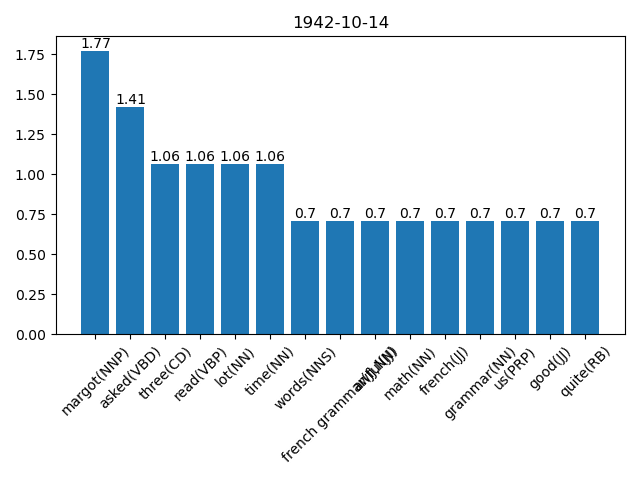 1942-10-14
1.77
1.41
1.06
1.06
1.06
1.06
0.7
0.7
0.7
0.7
0.7
0.7
0.7
0.7
0.7
1.75
1.50
1.25
1.00
0.75
0.50
0.25
0.00
margot(NNP)
asked(VBD)
three(CD)
read(VBP)
lot(NN)
time(NN)
words(NNS)
french grammar
math(NN)
french(JJ)
grammar(NN)
us(PRP)
good(JJ)
quite(RB)